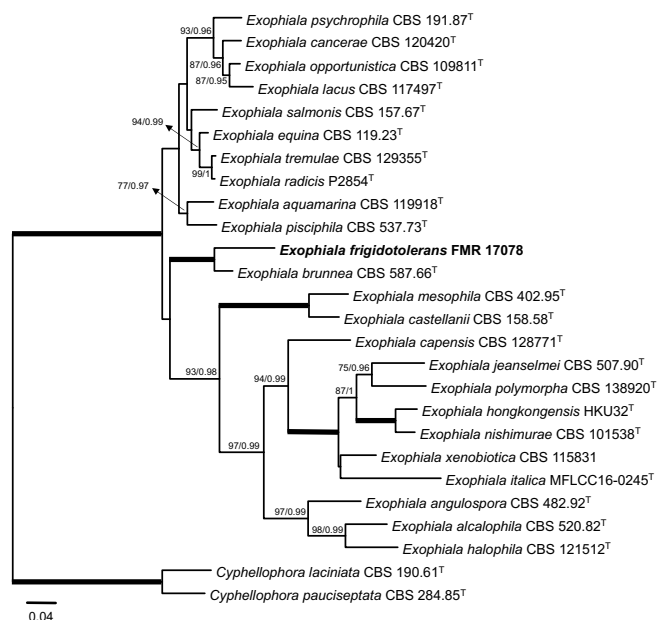 Exophiala psychrophila CBS 191.87T
93/0.96
Exophiala cancerae CBS 120420T
87/0.96
Exophiala opportunistica CBS 109811T
87/0.95
Exophiala lacus CBS 117497T
Exophiala salmonis CBS 157.67T
94/0.99
Exophiala equina CBS 119.23T
Exophiala tremulae CBS 129355T
99/1
Exophiala radicis P2854T
77/0.97
Exophiala aquamarina CBS 119918T
Exophiala pisciphila CBS 537.73T
Exophiala frigidotolerans FMR 17078
Exophiala brunnea CBS 587.66T
Exophiala mesophila CBS 402.95T
Exophiala castellanii CBS 158.58T
Exophiala capensis CBS 128771T
93/0.98
75/0.96
Exophiala jeanselmei CBS 507.90T
94/0.99
Exophiala polymorpha CBS 138920T
87/1
Exophiala hongkongensis HKU32T
Exophiala nishimurae CBS 101538T
97/0.99
Exophiala xenobiotica CBS 115831
Exophiala italica MFLCC16-0245T
Exophiala angulospora CBS 482.92T
97/0.99
Exophiala alcalophila CBS 520.82T
98/0.99
Exophiala halophila CBS 121512T
Cyphellophora laciniata CBS 190.61T
Cyphellophora pauciseptata CBS 284.85T
0.04